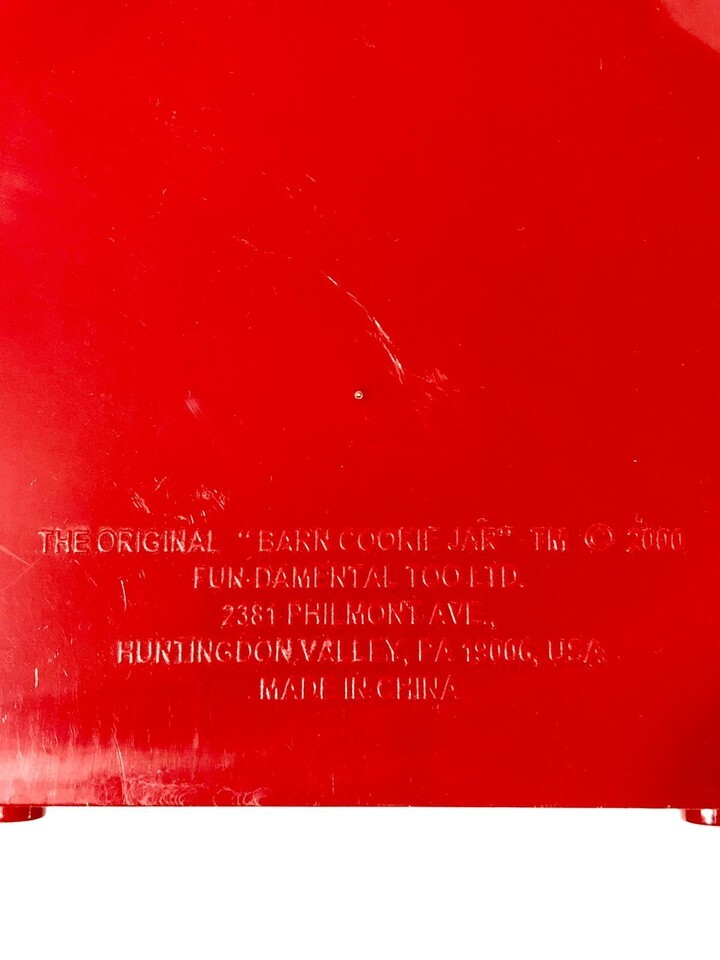 THE ORIGINAL "BARN COOKIE JAR" TM © 2000
FUN-DAMENTAL TOO LTD.
2381 PHILMONT AVE.,
HUNTINGDON VALLEY, PA 19006, USA
MADE IN CHINA